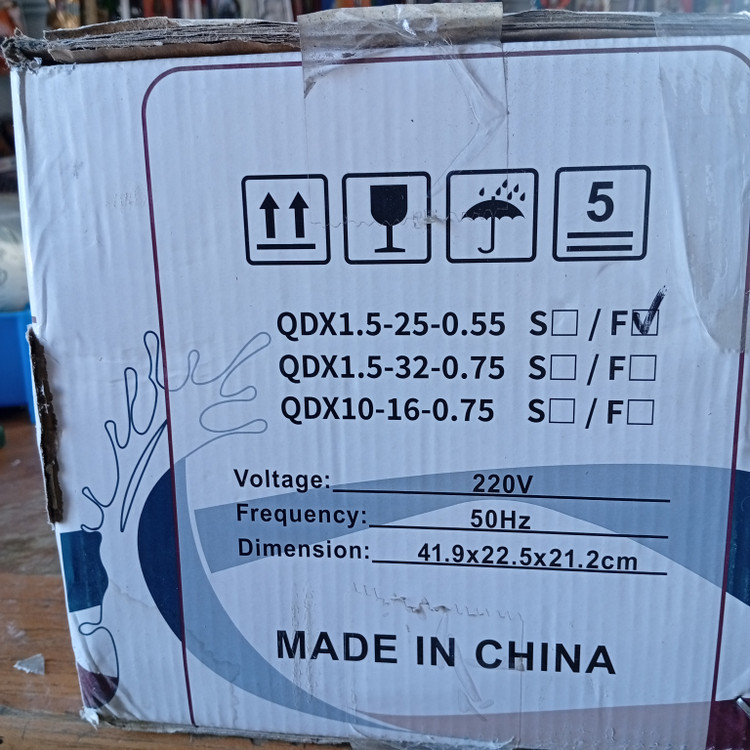 5
QDX1.5-25-0.55 S☐ / F☑
QDX1.5-32-0.75 S☐ / F☐
QDX10-16-0.75 S☐ / F☐
Voltage: 220V
Frequency: 50Hz
Dimension: 41.9x22.5x21.2cm
MADE IN CHINA